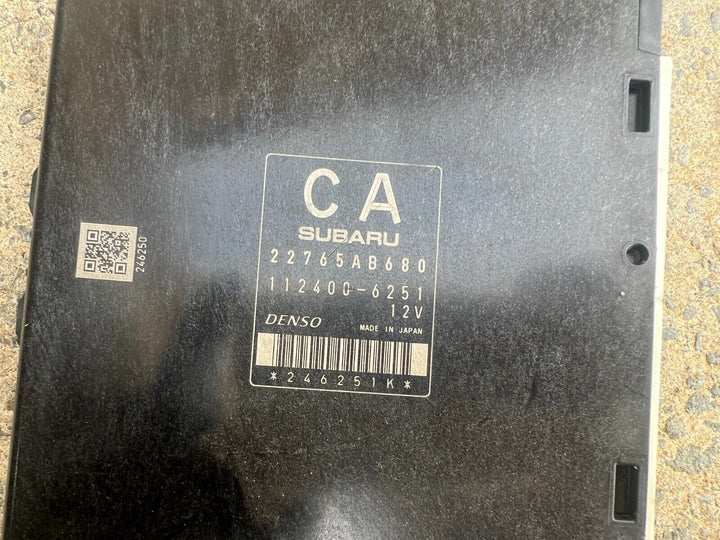 246250
CA
SUBARU
22765AB680
112400-6251
12V
DENSO MADE IN JAPAN
*246251K*